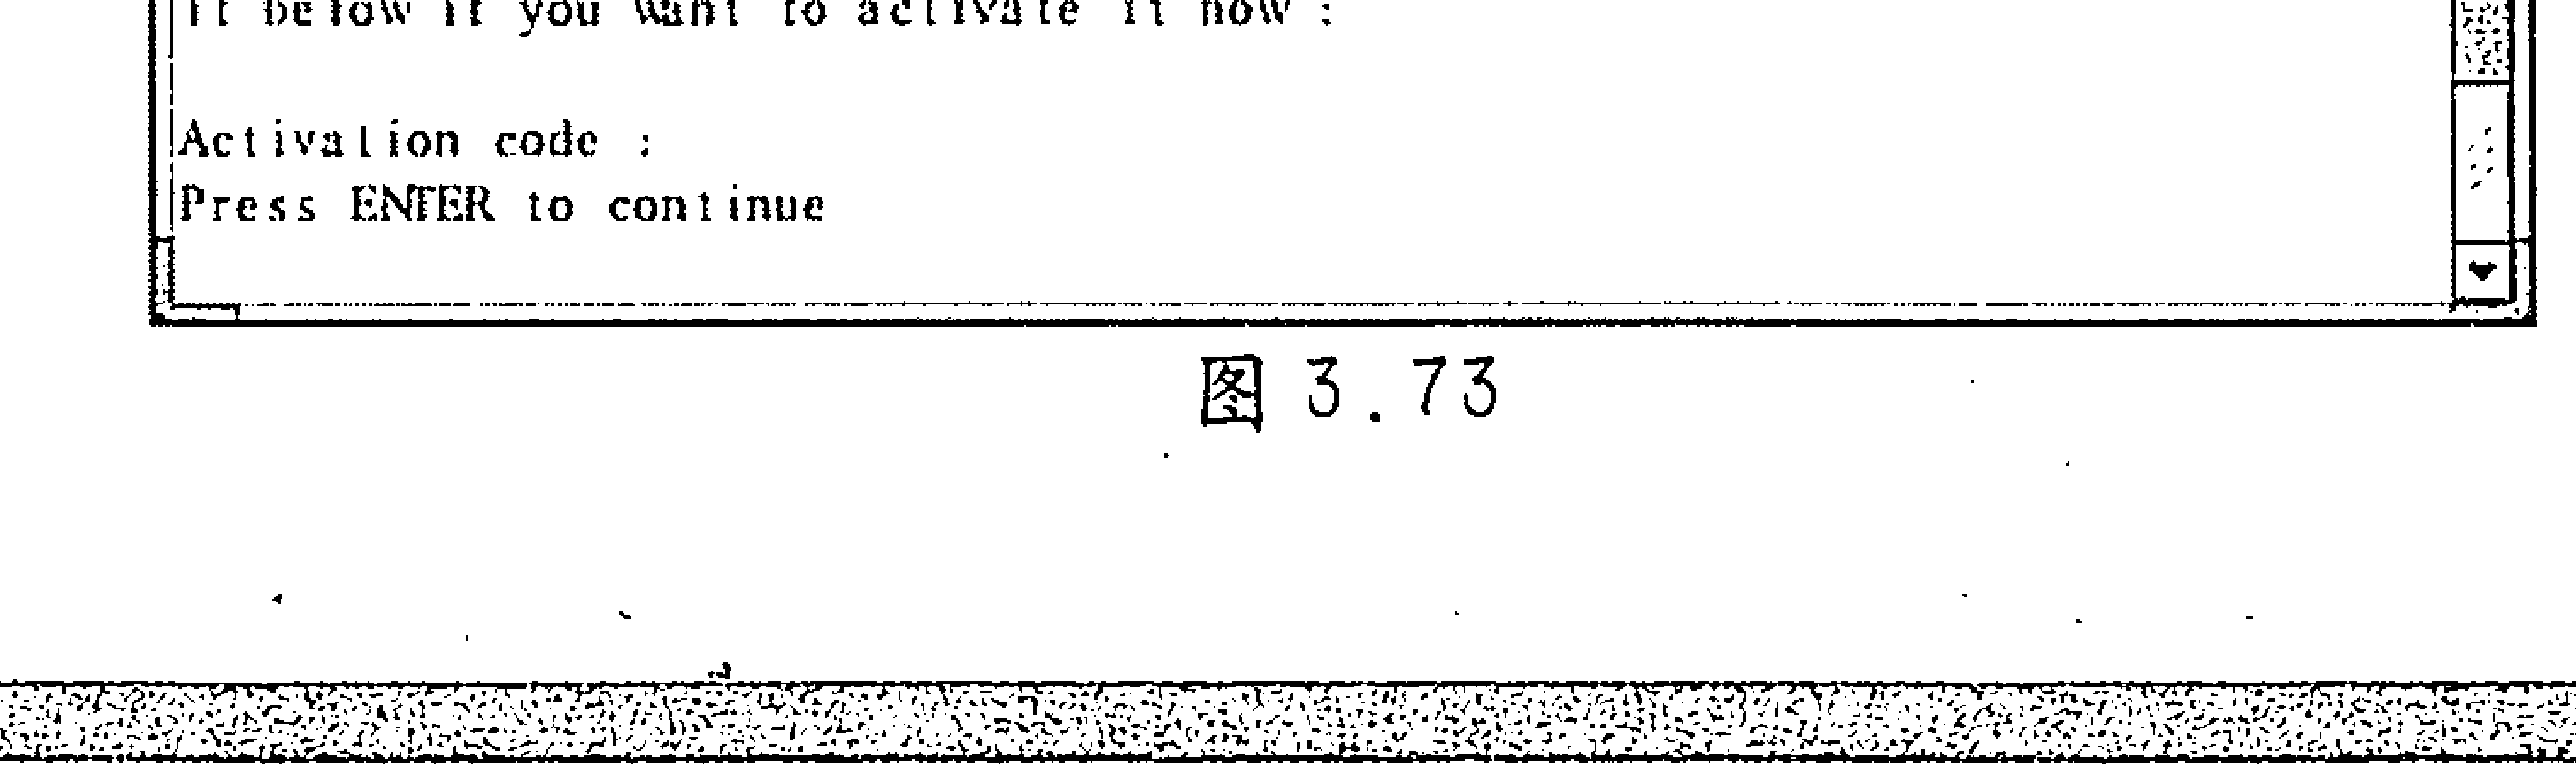 it below if you want to activate it now :
Activation code :
Press ENTER to continue
图 3.73